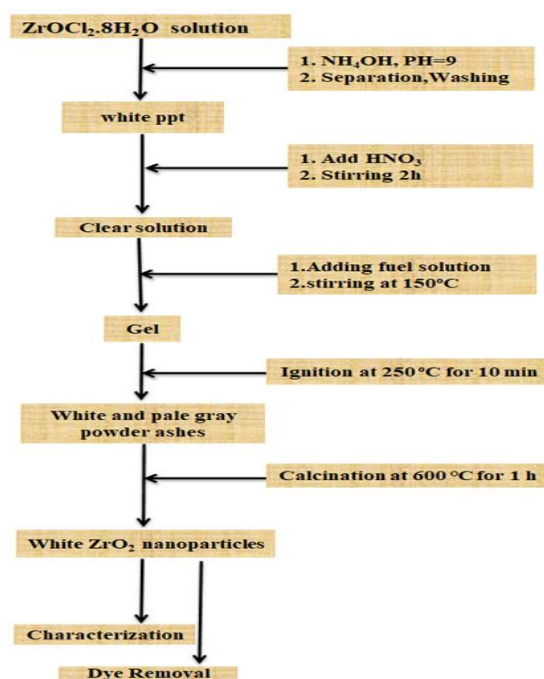 ZrOCl₂.8H₂O solution
1. NH₄OH, PH=9
2. Separation,Washing
white ppt
1. Add HNO₃
2. Stirring 2h
Clear solution
1.Adding fuel solution
2.stirring at 150°C
Gel
Ignition at 250°C for 10 min
White and pale gray
powder ashes
Calcination at 600 °C for 1 h
White ZrO₂ nanoparticles
Characterization
Dye Removal